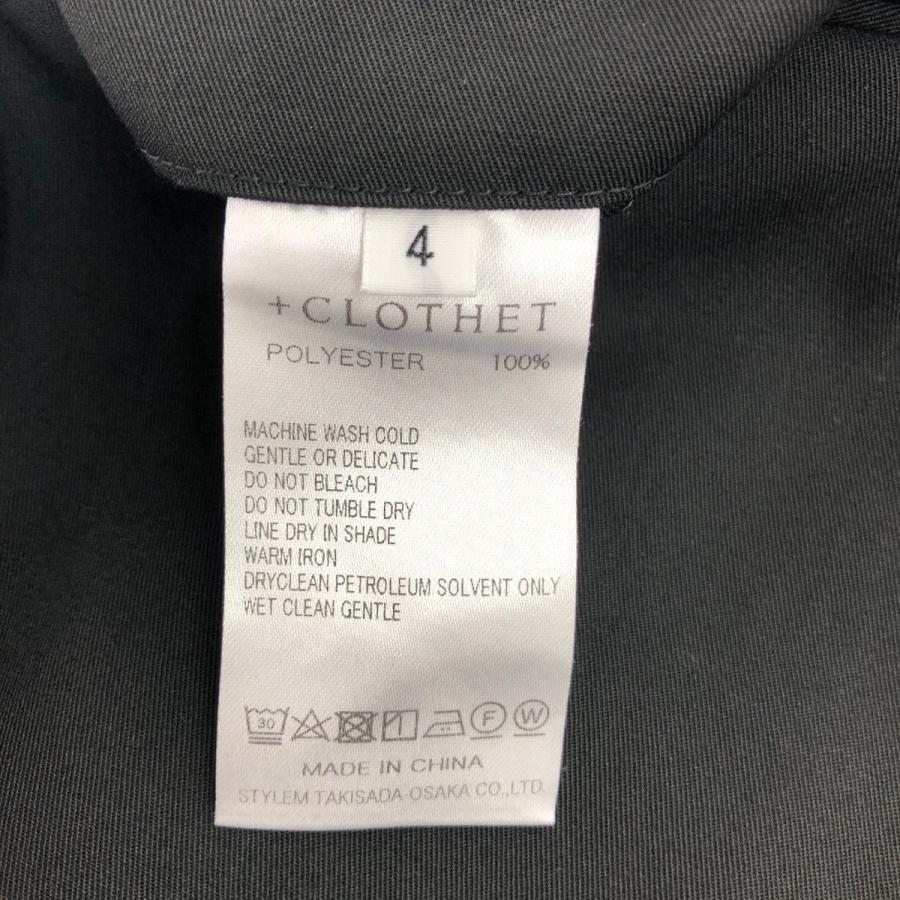 4
+CLOTHET
POLYESTER 100%
MACHINE WASH COLD
GENTLE OR DELICATE
DO NOT BLEACH
DO NOT TUMBLE DRY
LINE DRY IN SHADE
WARM IRON
DRYCLEAN PETROLEUM SOLVENT ONLY
WET CLEAN GENTLE
30 F W
MADE IN CHINA
STYLEM TAKISADA-OSAKA CO.,LTD.